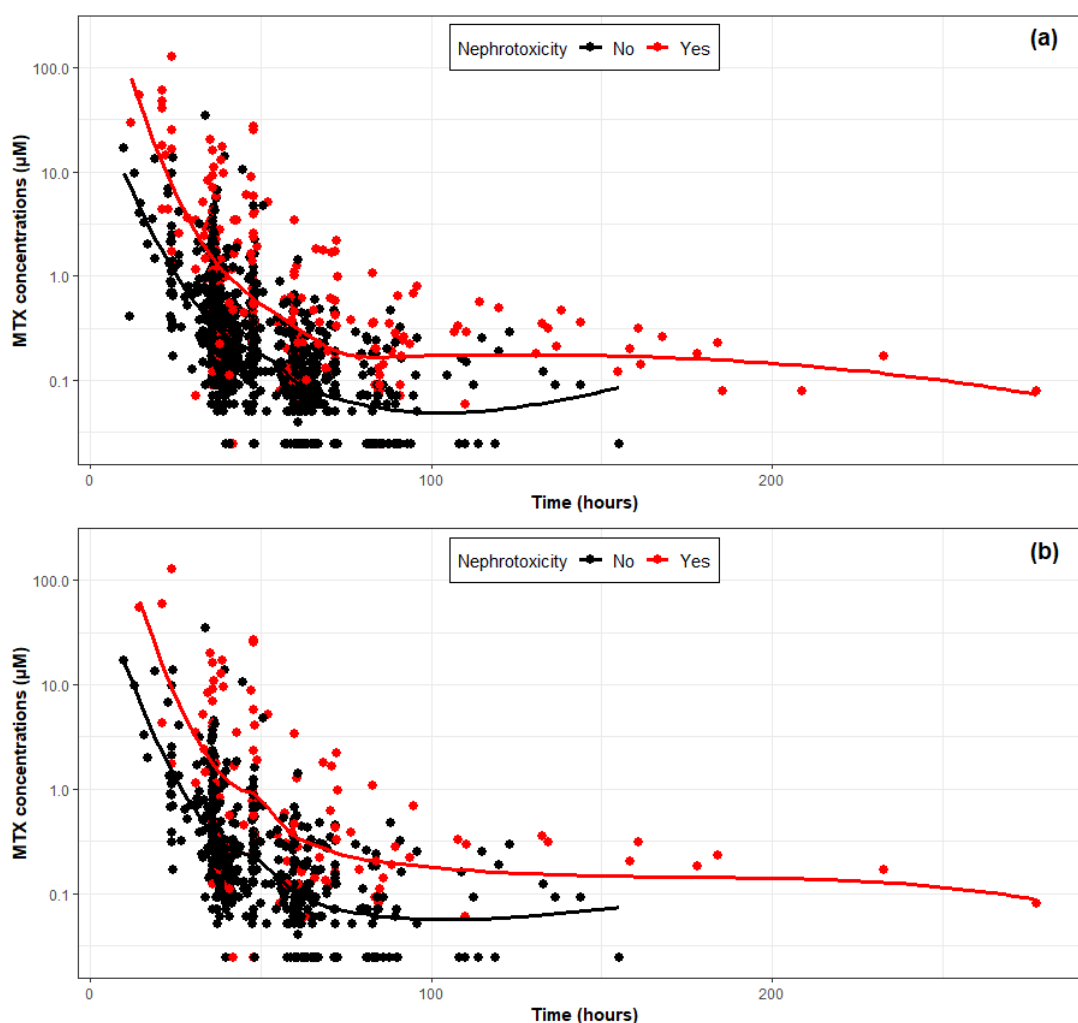 (a)
Nephrotoxicity No Yes
MTX concentrations (µM)
100.0
10.0
1.0
0.1
0 100 200
Time (hours)
(b)
Nephrotoxicity No Yes
MTX concentrations (µM)
100.0
10.0
1.0
0.1
0 100 200
Time (hours)